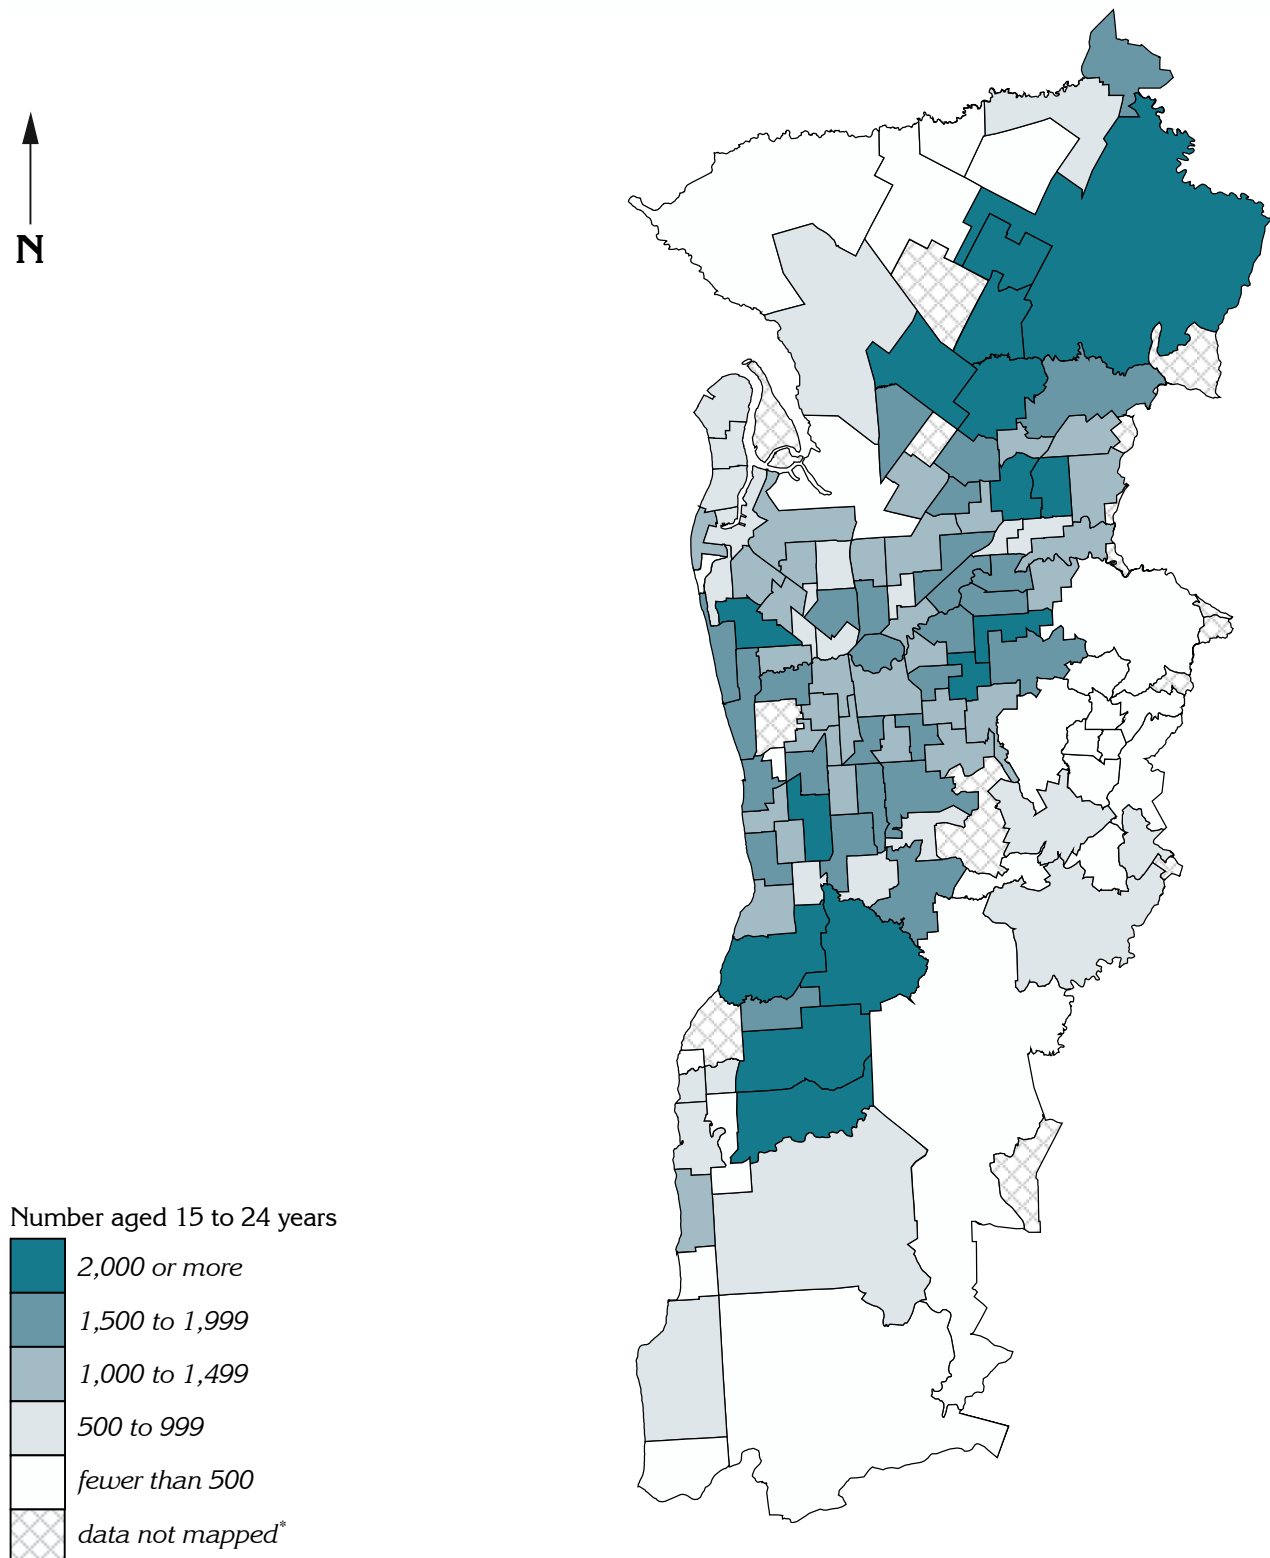 N
Number aged 15 to 24 years
2,000 or more
1,500 to 1,999
1,000 to 1,499
500 to 999
fewer than 500
data not mapped*